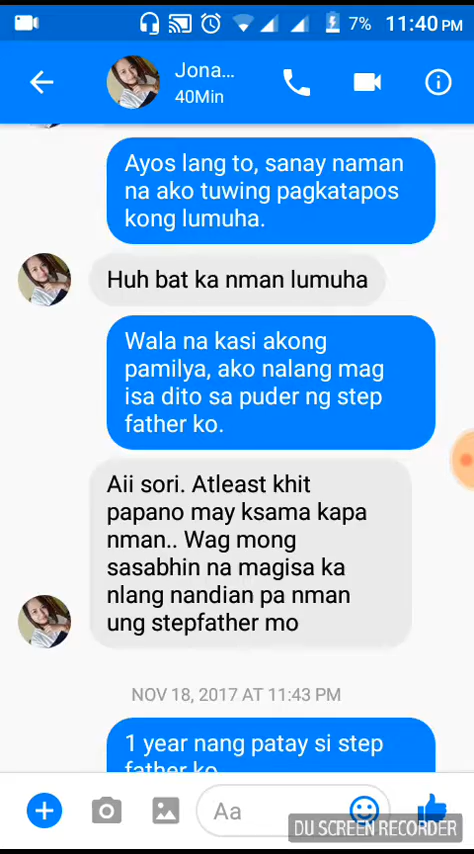 7%
11:40 PM
Jona...
40Min
Ayos lang to, sanay naman
na ako tuwing pagkatapos
kong lumuha.
Huh bat ka nman lumuha
Wala na kasi akong
pamilya, ako nalang mag
isa dito sa puder ng step
father ko.
Aii sori. Atleast khit
papano may ksama kapa
nman.. Wag mong
sasabhin na magisa ka
nlang nandian pa nman
ung stepfather mo
NOV 18, 2017 AT 11:43 PM
1 year nang patay si step
father ko
Aa
DU SCREEN RECORDER